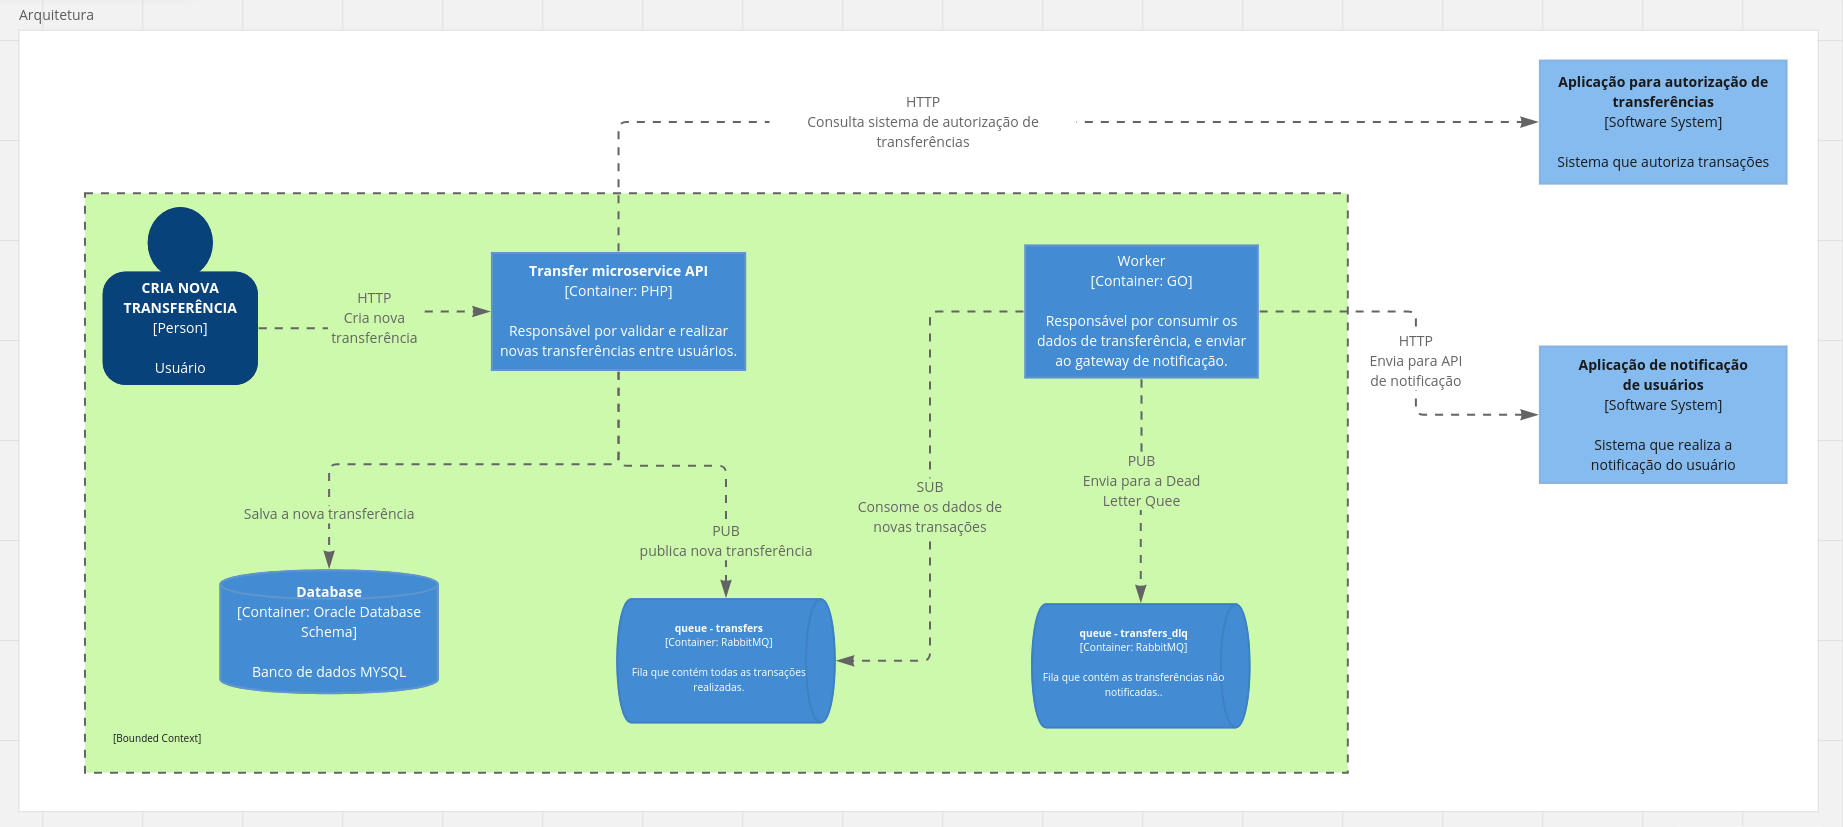 Arquitetura
HTTP
Consulta sistema de autorização de
transferências
Aplicação para autorização de
transferências
[Software System]
Sistema que autoriza transações
CRIA NOVA
TRANSFERÊNCIA
[Person]
Usuário
HTTP
Cria nova
transferência
Transfer microservice API
[Container: PHP]
Responsável por validar e realizar
novas transferências entre usuários.
Worker
[Container: GO]
Responsável por consumir os
dados de transferência, e enviar
ao gateway de notificação.
HTTP
Envia para API
de notificação
Aplicação de notificação
de usuários
[Software System]
Sistema que realiza a
notificação do usuário
Salva a nova transferência
PUB
publica nova transferência
SUB
Consome os dados de
novas transações
PUB
Envia para a Dead
Letter Quee
Database
[Container: Oracle Database
Schema]
Banco de dados MYSQL
queue - transfers
[Container: RabbitMQ]
Fila que contém todas as transações
realizadas.
queue - transfers_dlq
[Container: RabbitMQ]
Fila que contém as transferências não
notificadas..
[Bounded Context]